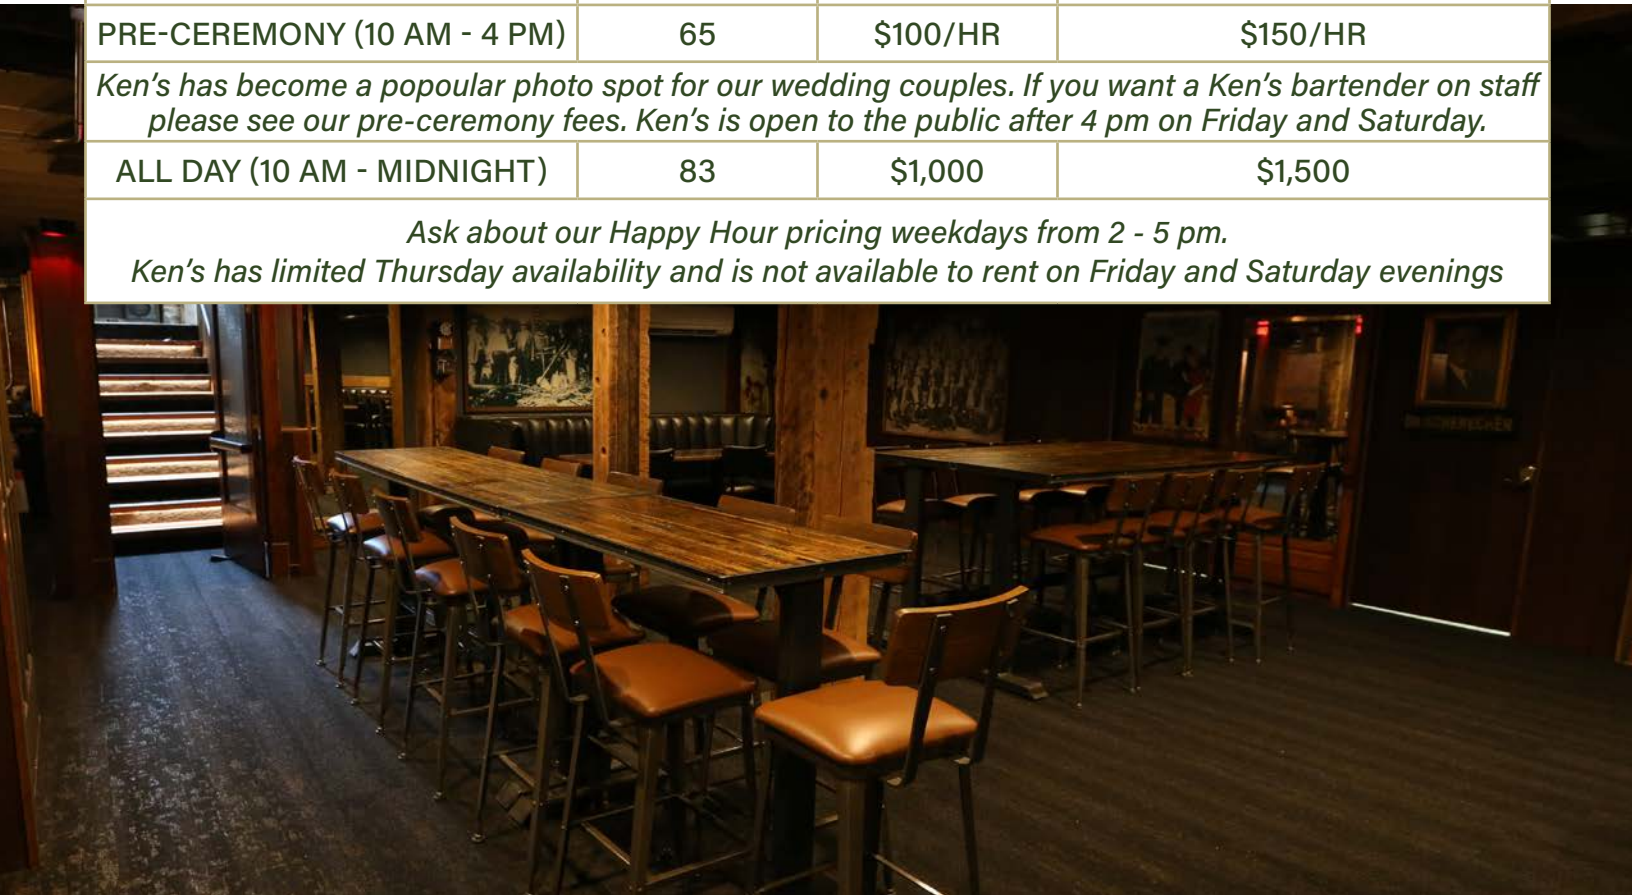 PRE-CEREMONY (10 AM - 4 PM) 65 $100/HR $150/HR
Ken's has become a popoular photo spot for our wedding couples. If you want a Ken's bartender on staff
please see our pre-ceremony fees. Ken's is open to the public after 4 pm on Friday and Saturday.
ALL DAY (10 AM - MIDNIGHT) 83 $1,000 $1,500
Ask about our Happy Hour pricing weekdays from 2 - 5 pm.
Ken's has limited Thursday availability and is not available to rent on Friday and Saturday evenings